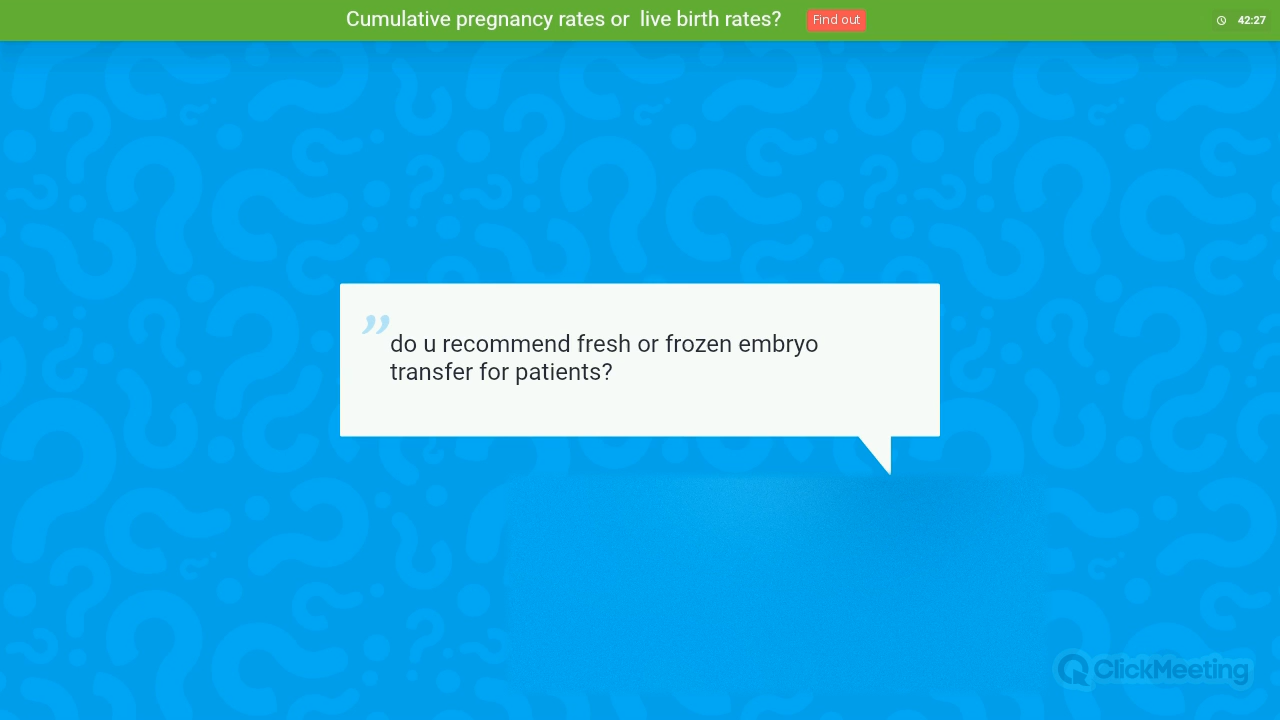 Cumulative pregnancy rates or live birth rates? Find out 42:27
” do u recommend fresh or frozen embryo
transfer for patients?
ClickMeeting